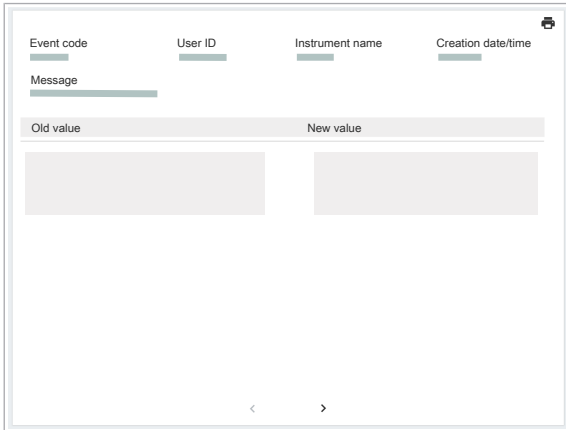 Event code User ID Instrument name Creation date/time
Message
Old value New value